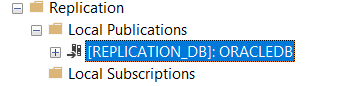 Replication
Local Publications
[REPLICATION_DB]: ORACLEDB
Local Subscriptions